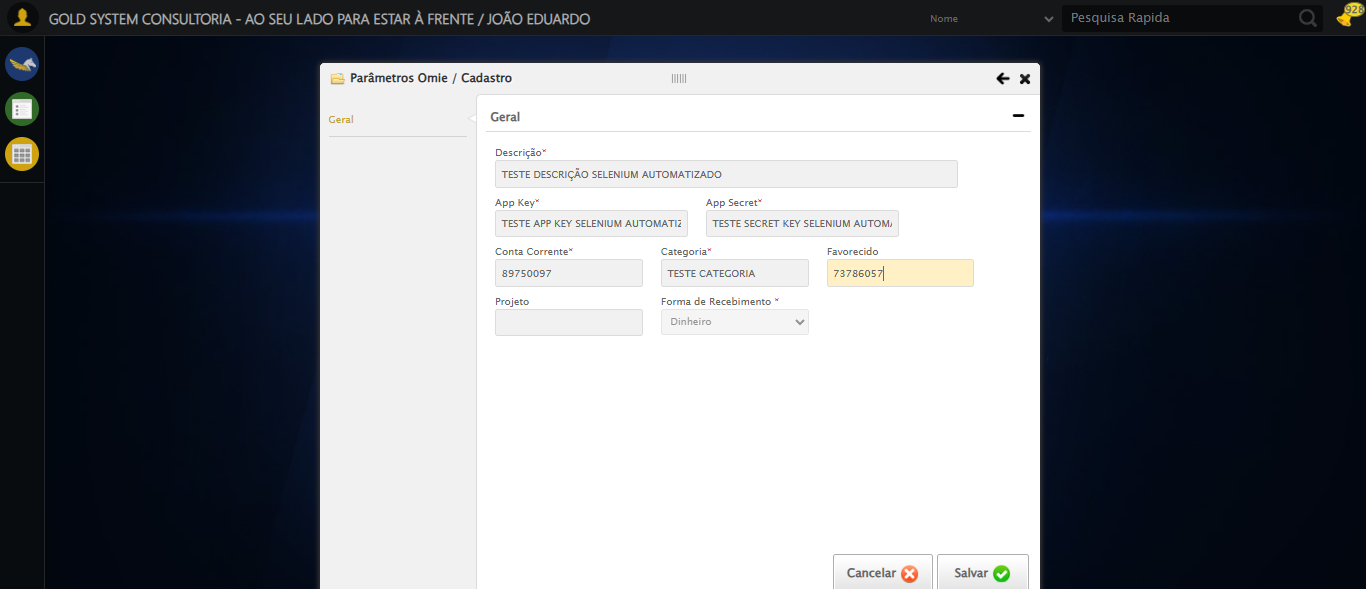 GOLD SYSTEM CONSULTORIA - AO SEU LADO PARA ESTAR À FRENTE / JOÃO EDUARDO
Nome
Pesquisa Rapida
928
Parâmetros Omie / Cadastro
Geral
Geral
Descrição*
TESTE DESCRIÇÃO SELENIUM AUTOMATIZADO
App Key* App Secret*
TESTE APP KEY SELENIUM AUTOMATIZ TESTE SECRET KEY SELENIUM AUTOMA
Conta Corrente* Categoria* Favorecido
89750097 TESTE CATEGORIA 73786057
Projeto Forma de Recebimento *
Dinheiro
Cancelar Salvar